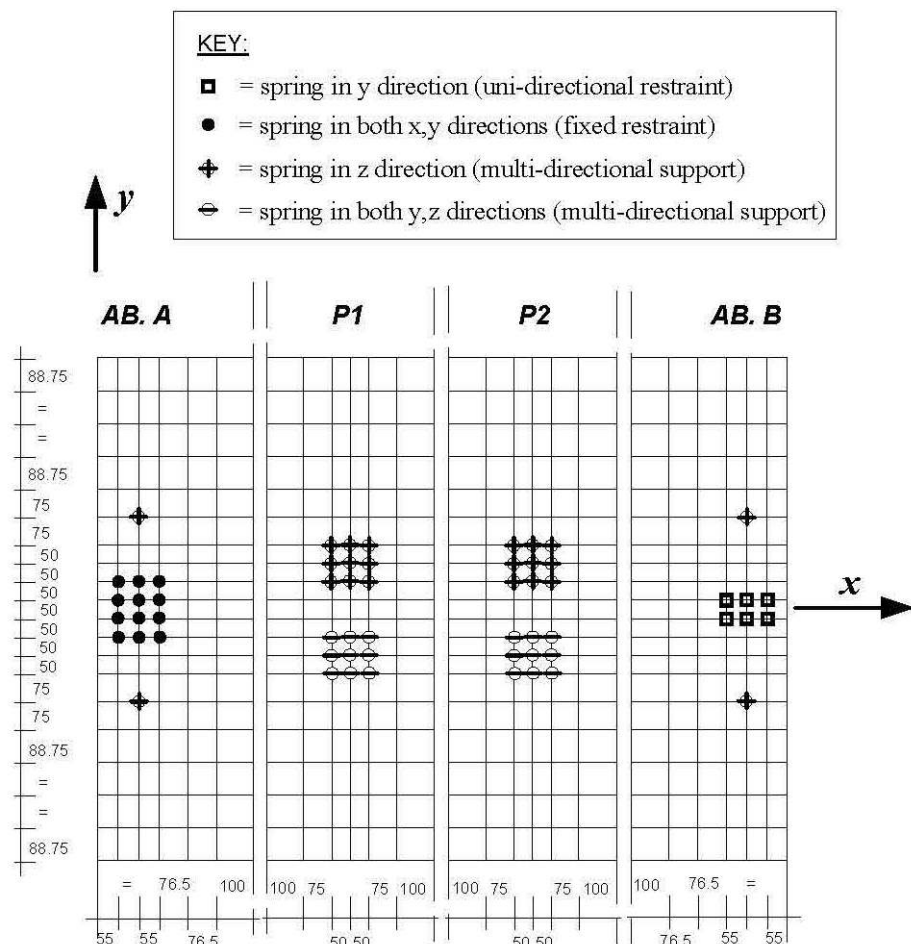 KEY:
= spring in y direction (uni-directional restraint)
= spring in both x,y directions (fixed restraint)
= spring in z direction (multi-directional support)
= spring in both y,z directions (multi-directional support)
y
AB. A P1 P2 AB. B
88.75
=
=
88.75
75
75
50
50
50
50
50
50
75
75
88.75
=
=
88.75
x
= 76.5 100 100 75 75 100 100 75 75 100 100 76.5 =
55 55 76.5 50 50 50 50 76.5 55 55